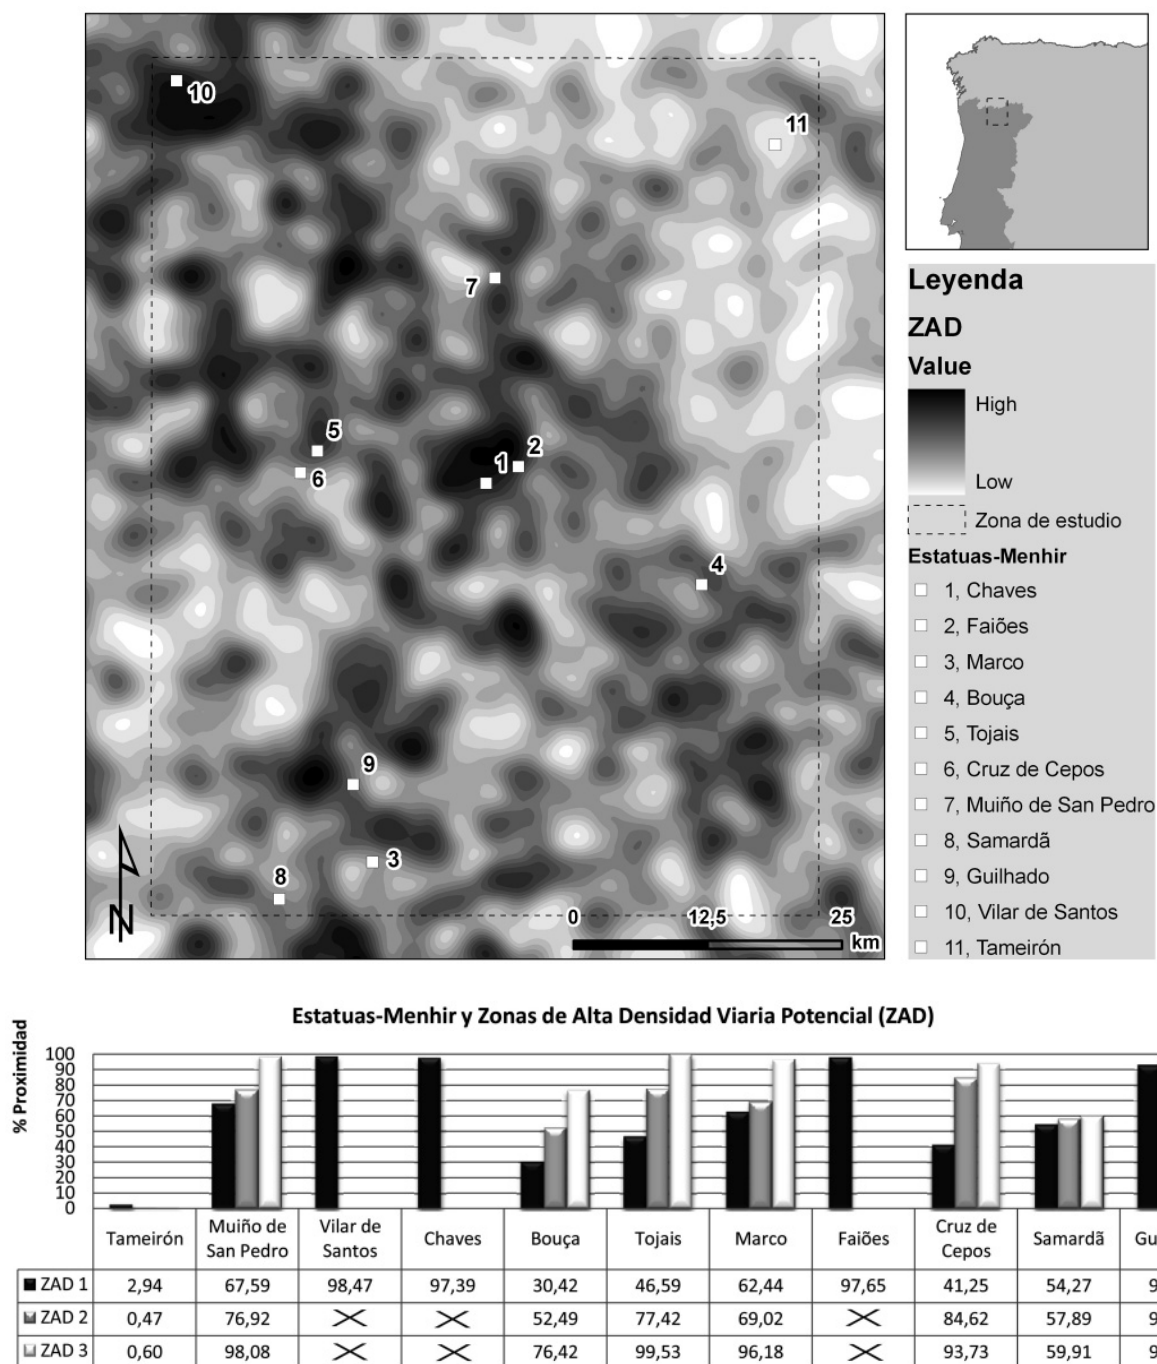 10
11
7
5
6
2
1
4
9
3
8
N
0 12,5 25
km
Leyenda
ZAD
Value
High
Low
Zona de estudio
Estatuas-Menhir
1, Chaves
2, Faiões
3, Marco
4, Bouça
5, Tojais
6, Cruz de Cepos
7, Muiño de San Pedro
8, Samardã
9, Guilhado
10, Vilar de Santos
11, Tameirón
Estatuas-Menhir y Zonas de Alta Densidad Viaria Potencial (ZAD)
% Proximidad
100
90
80
70
60
50
40
30
20
10
0
Tameirón Muiño de San Pedro Vilar de Santos Chaves Bouça Tojais Marco Faiões Cruz de Cepos Samardã Gu
ZAD 1 2,94 67,59 98,47 97,39 30,42 46,59 62,44 97,65 41,25 54,27 9
ZAD 2 0,47 76,92 52,49 77,42 69,02 84,62 57,89 9
ZAD 3 0,60 98,08 76,42 99,53 96,18 93,73 59,91 9